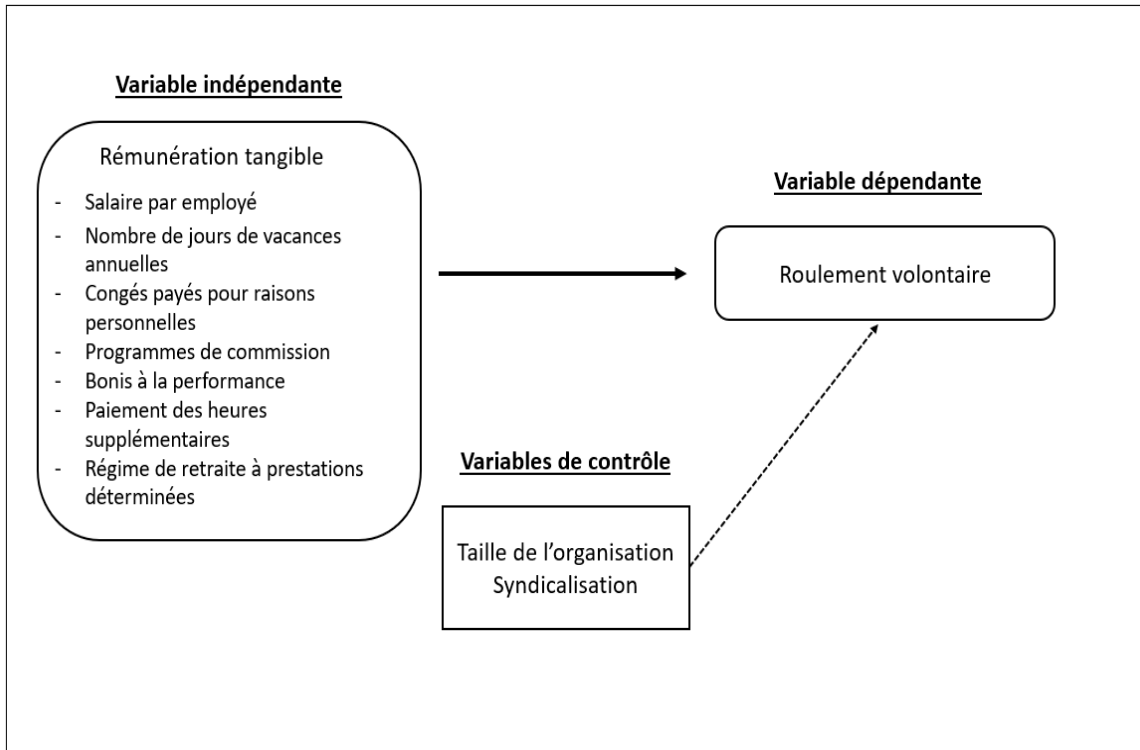 Variable indépendante
Rémunération tangible
- Salaire par employé
- Nombre de jours de vacances
annuelles
- Congés payés pour raisons
personnelles
- Programmes de commission
- Bonis à la performance
- Paiement des heures
supplémentaires
- Régime de retraite à prestations
déterminées
Variable dépendante
Roulement volontaire
Variables de contrôle
Taille de l’organisation
Syndicalisation